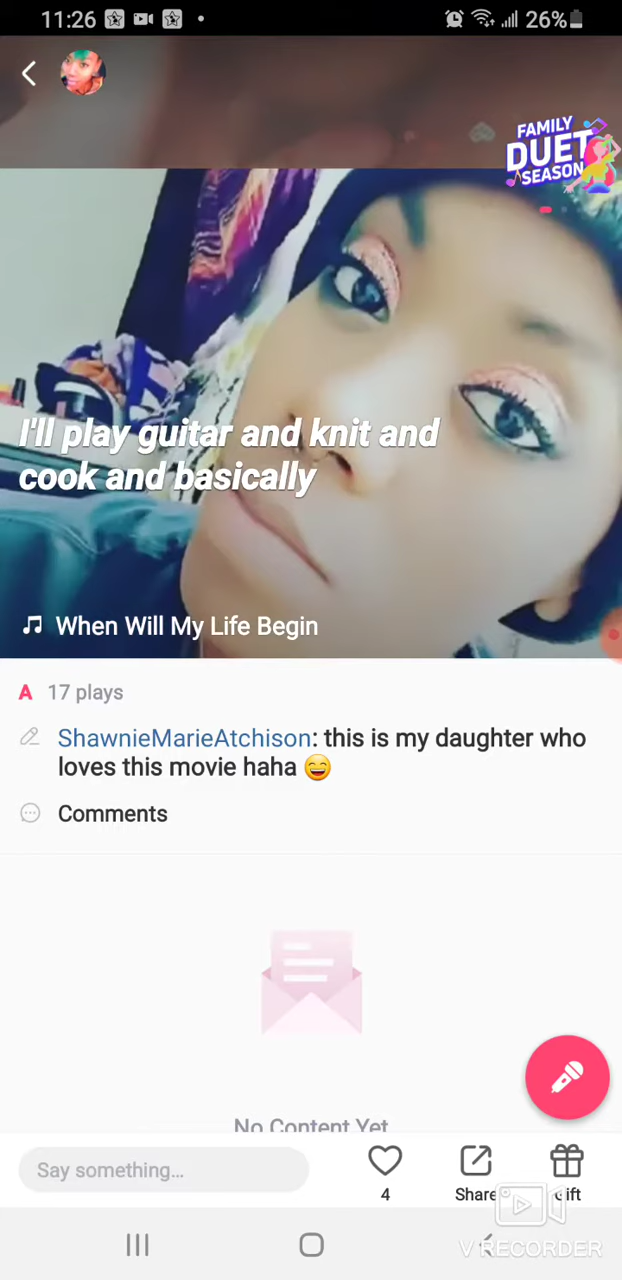 11:26
26%
FAMILY
DUET
SEASON
I'll play guitar and knit and
cook and basically
When Will My Life Begin
A 17 plays
ShawnieMarieAtchison: this is my daughter who
loves this movie haha 😄
Comments
No Content Yet
Say something...
4
Share
Gift
V RECORDER